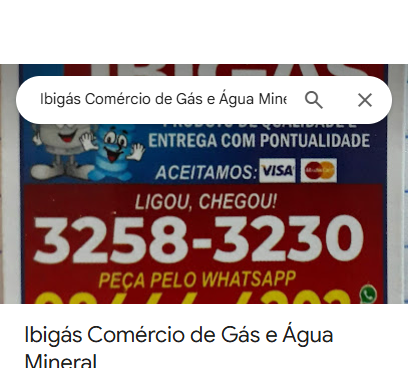 IBIGÁS
Ibigás Comércio de Gás e Água Mine
PRODUTO DE QUALIDADE E
ENTREGA COM PONTUALIDADE
ACEITAMOS: VISA MasterCard
LIGOU, CHEGOU!
3258-3230
PEÇA PELO WHATSAPP
Ibigás Comércio de Gás e Água
Mineral